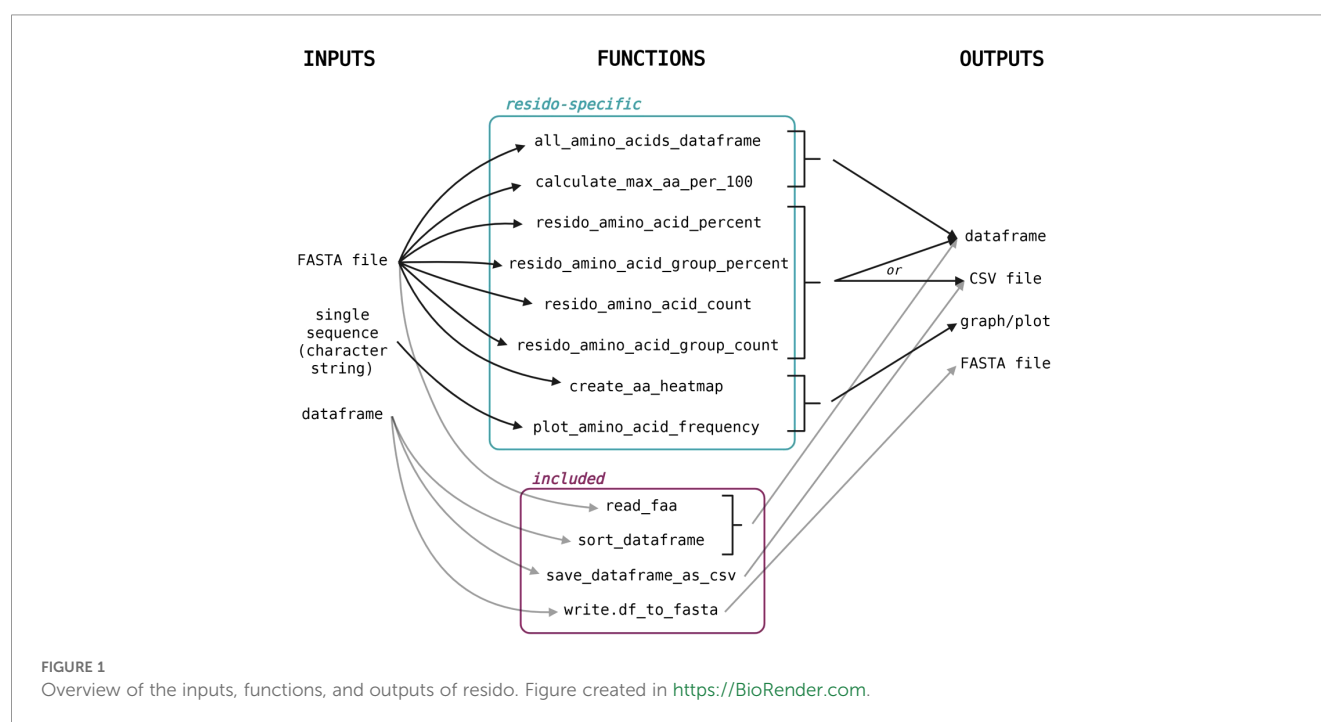 INPUTS
FUNCTIONS
OUTPUTS
resido-specific
all_amino_acids_dataframe
calculate_max_aa_per_100
resido_amino_acid_percent
resido_amino_acid_group_percent
resido_amino_acid_count
resido_amino_acid_group_count
create_aa_heatmap
plot_amino_acid_frequency
FASTA file
single
sequence
(character
string)
dataframe
included
read_faa
sort_dataframe
save_dataframe_as_csv
write.df_to_fasta
dataframe
or
CSV file
graph/plot
FASTA file
FIGURE 1
Overview of the inputs, functions, and outputs of resido. Figure created in https://BioRender.com.